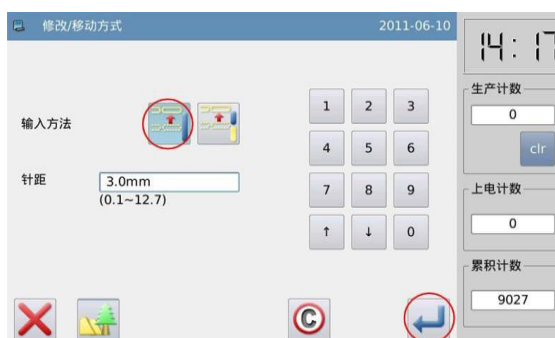 修改/移动方式
2011-06-10
14:17
生产计数
0
clr
输入方法
1 2 3
4 5 6
针距
3.0mm
(0.1~12.7)
7 8 9
↑ ↓ 0
上电计数
0
累积计数
9027
C